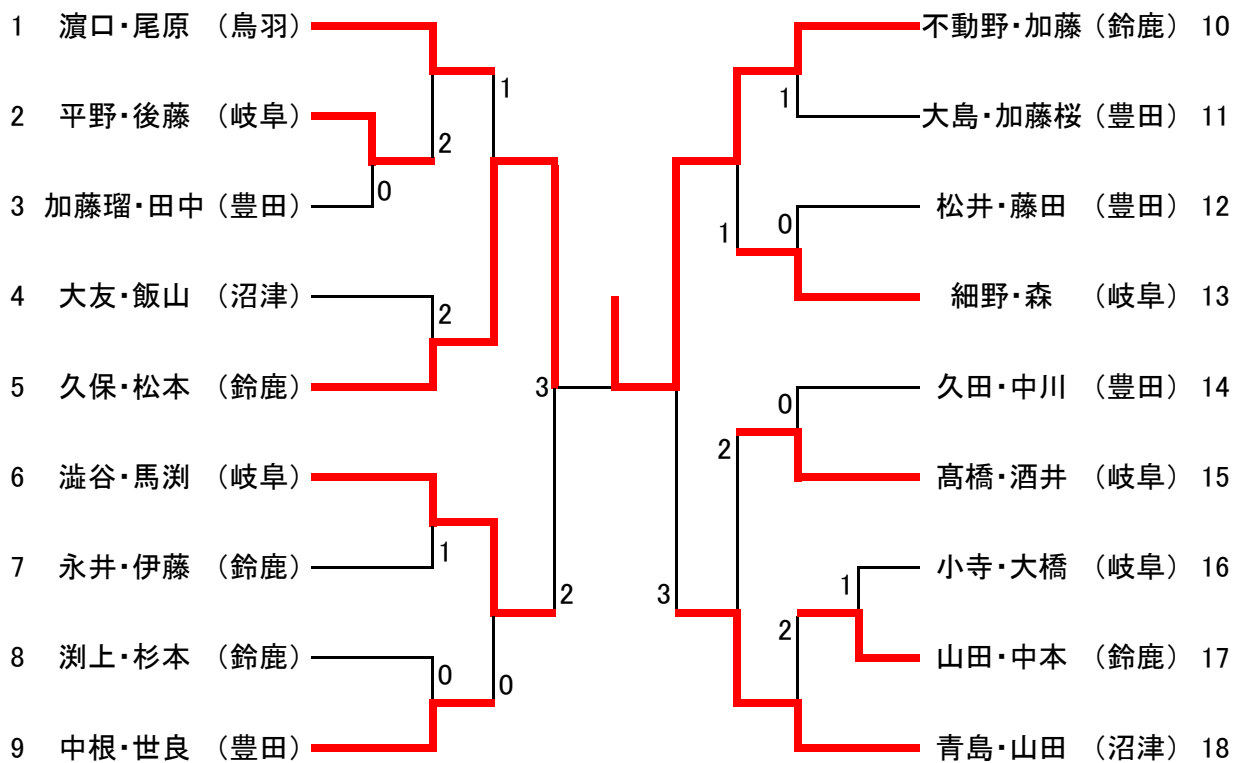 1 濵口・尾原 （鳥羽）
2 平野・後藤 （岐阜）
3 加藤瑠・田中（豊田）
4 大友・飯山 （沼津）
5 久保・松本 （鈴鹿）
6 澁谷・馬渕 （岐阜）
7 永井・伊藤 （鈴鹿）
8 渕上・杉本 （鈴鹿）
9 中根・世良 （豊田）
1
2
0
2
3
1
2
0
0
不動野・加藤（鈴鹿） 10
大島・加藤桜（豊田） 11
松井・藤田 （豊田） 12
細野・森 （岐阜） 13
久田・中川 （豊田） 14
髙橋・酒井 （岐阜） 15
小寺・大橋 （岐阜） 16
山田・中本 （鈴鹿） 17
青島・山田 （沼津） 18
1
0
1
0
2
1
3
2